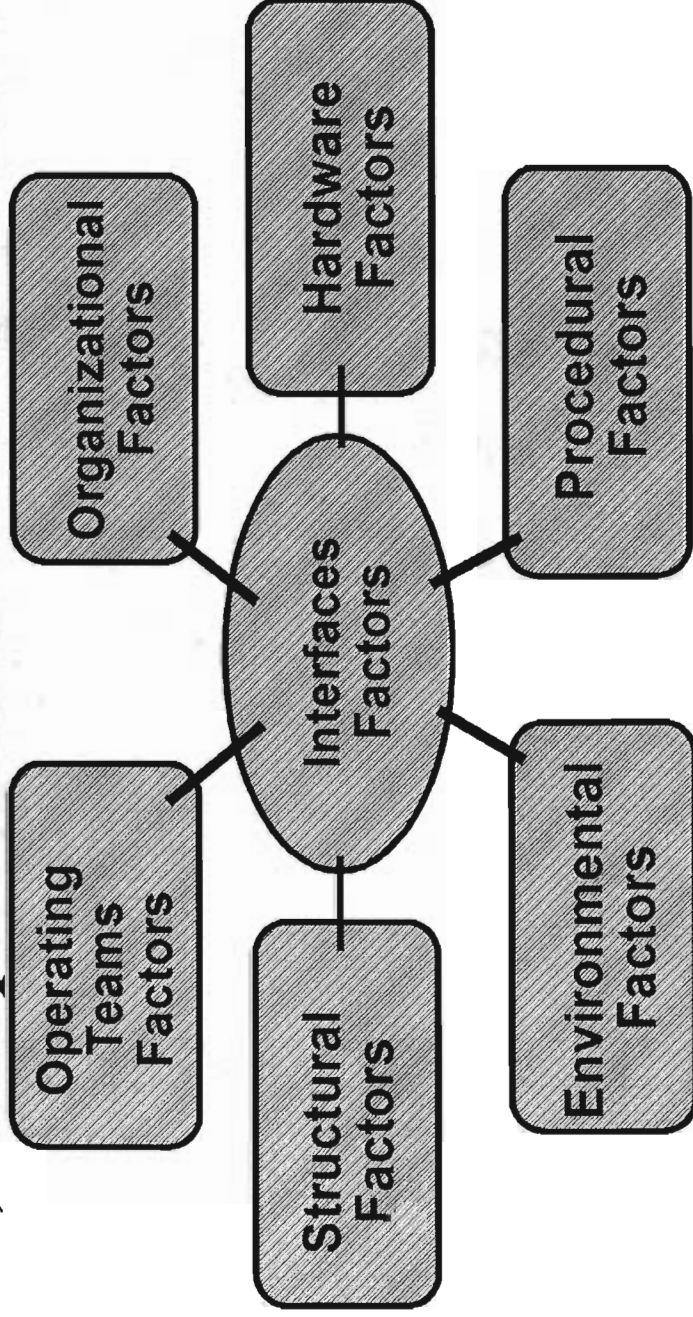 Operating
Teams
Factors
Organizational
Factors
Structural
Factors
Interfaces
Factors
Hardware
Factors
Environmental
Factors
Procedural
Factors